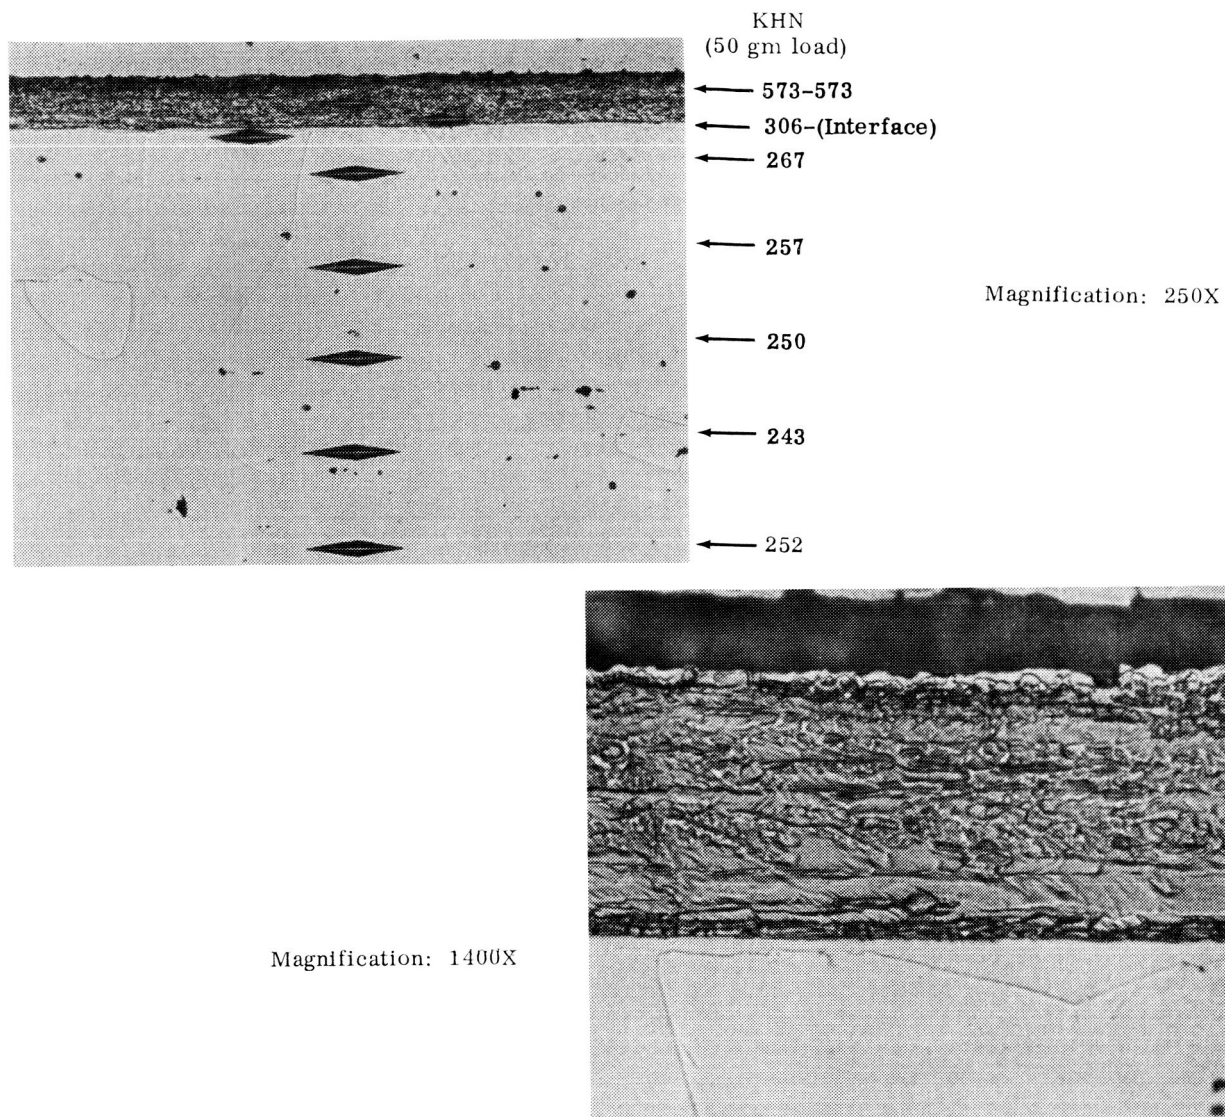 KHN
(50 gm load)
573-573
306-(Interface)
267
257
250
243
252
Magnification: 250X
Magnification: 1400X